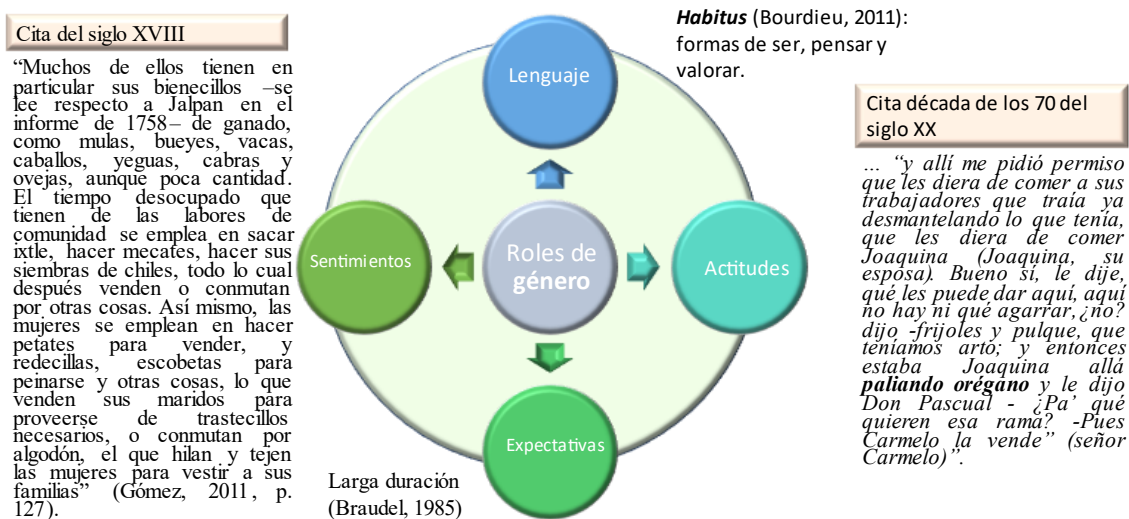 Cita del siglo XVIII
“Muchos de ellos tienen en
particular sus bienecillos –se
lee respecto a Jalpan en el
informe de 1758– de ganado,
como mulas, bueyes, vacas,
caballos, yeguas, cabras y
ovejas, aunque poca cantidad.
El tiempo desocupado que
tienen de las labores de
comunidad se emplea en sacar
ixtle, hacer mecates, hacer sus
siembras de chiles, todo lo cual
después venden o conmutan
por otras cosas. Así mismo, las
mujeres se emplean en hacer
petates para vender, y
redecillas, escobetas para
peinarse y otras cosas, lo que
venden sus maridos para
proveerse de trastecillos
necesarios, o conmutan por
algodón, el que hilan y tejen
las mujeres para vestir a sus
familias” (Gómez, 2011, p.
127).
Lenguaje
Sentimientos
Roles de
género
Actitudes
Expectativas
Larga duración
(Braudel, 1985)
Habitus (Bourdieu, 2011):
formas de ser, pensar y
valorar.
Cita década de los 70 del
siglo XX
... “y allí me pidió permiso
que les diera de comer a sus
trabajadores que traía ya
desmantelando lo que tenía,
que les diera de comer
Joaquina (Joaquina, su
esposa). Bueno sí, le dije,
qué les puede dar aquí, aquí
no hay ni qué agarrar, ¿no?
dijo -frijoles y pulque, que
teníamos arto; y entonces
estaba Joaquina allá
paliando orégano y le dijo
Don Pascual - ¿Pa’ qué
quieren esa rama? -Pues
Carmelo la vende” (señor
Carmelo)”.